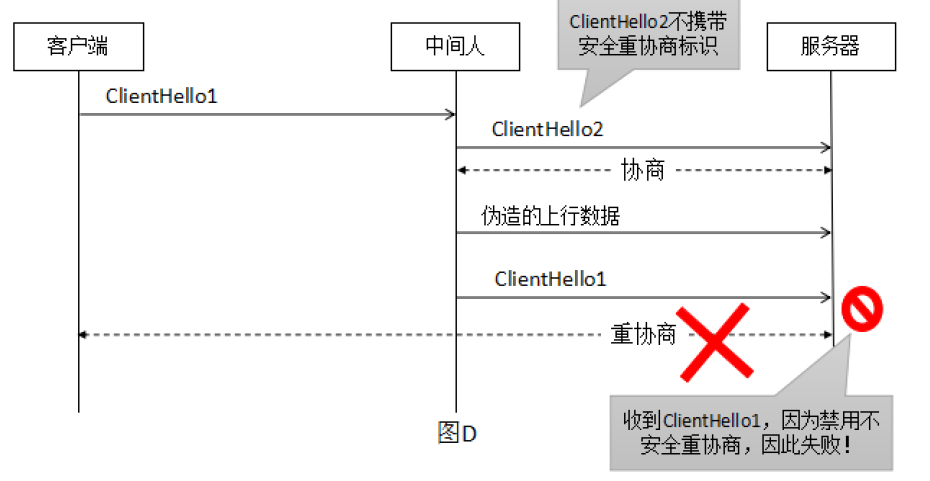 客户端
中间人
ClientHello2不携带
安全重协商标识
服务器
ClientHello1
ClientHello2
协商
伪造的上行数据
ClientHello1
重协商
收到ClientHello1，因为禁用不
安全重协商，因此失败！
图D